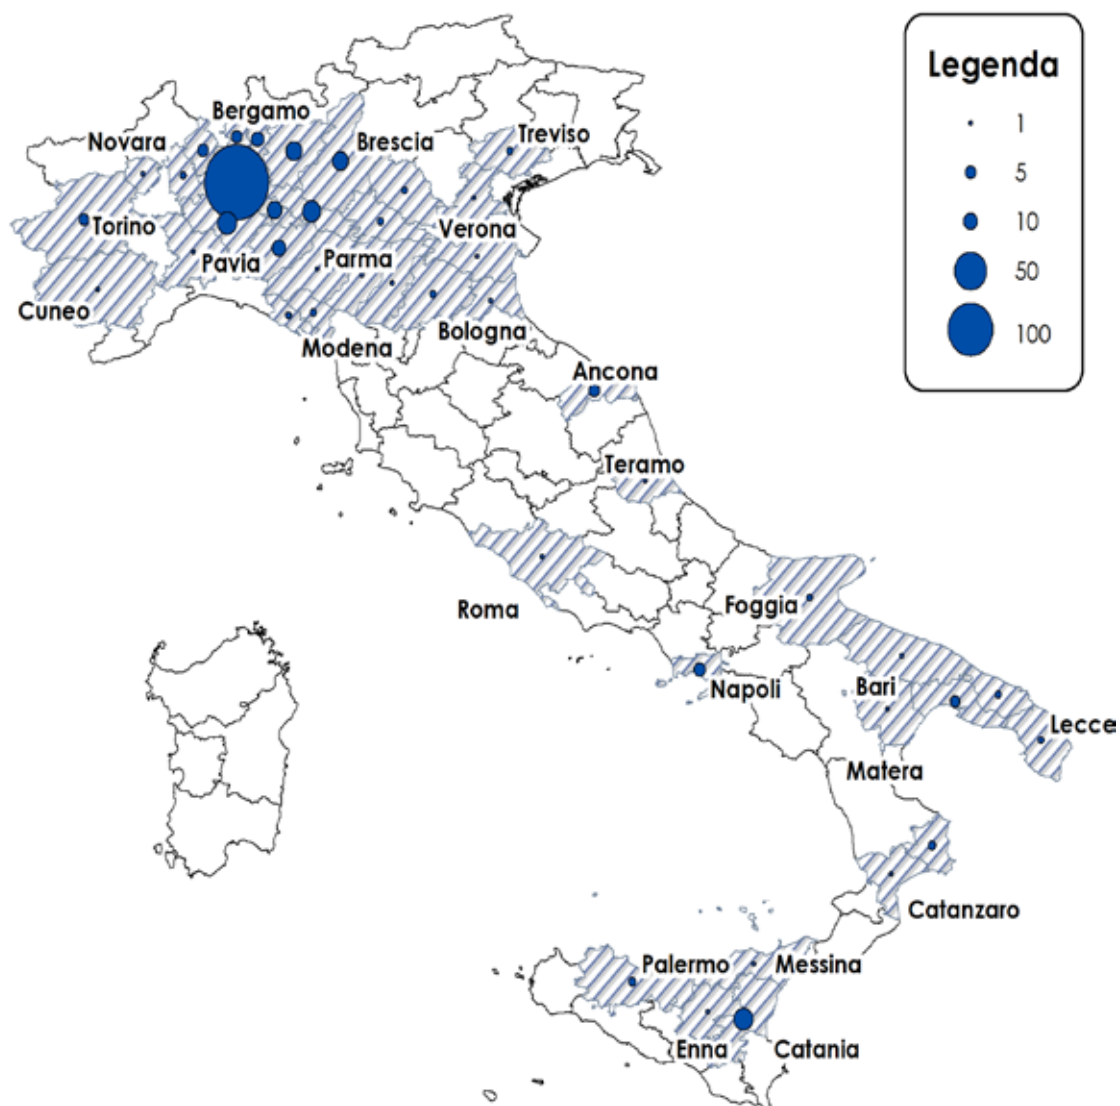 Legenda
1
5
10
50
100
Bergamo
Novara
Brescia
Treviso
Torino
Verona
Pavia
Parma
Cuneo
Bologna
Modena
Ancona
Teramo
Roma
Foggia
Napoli
Bari
Lecce
Matera
Catanzaro
Palermo
Messina
Enna
Catania